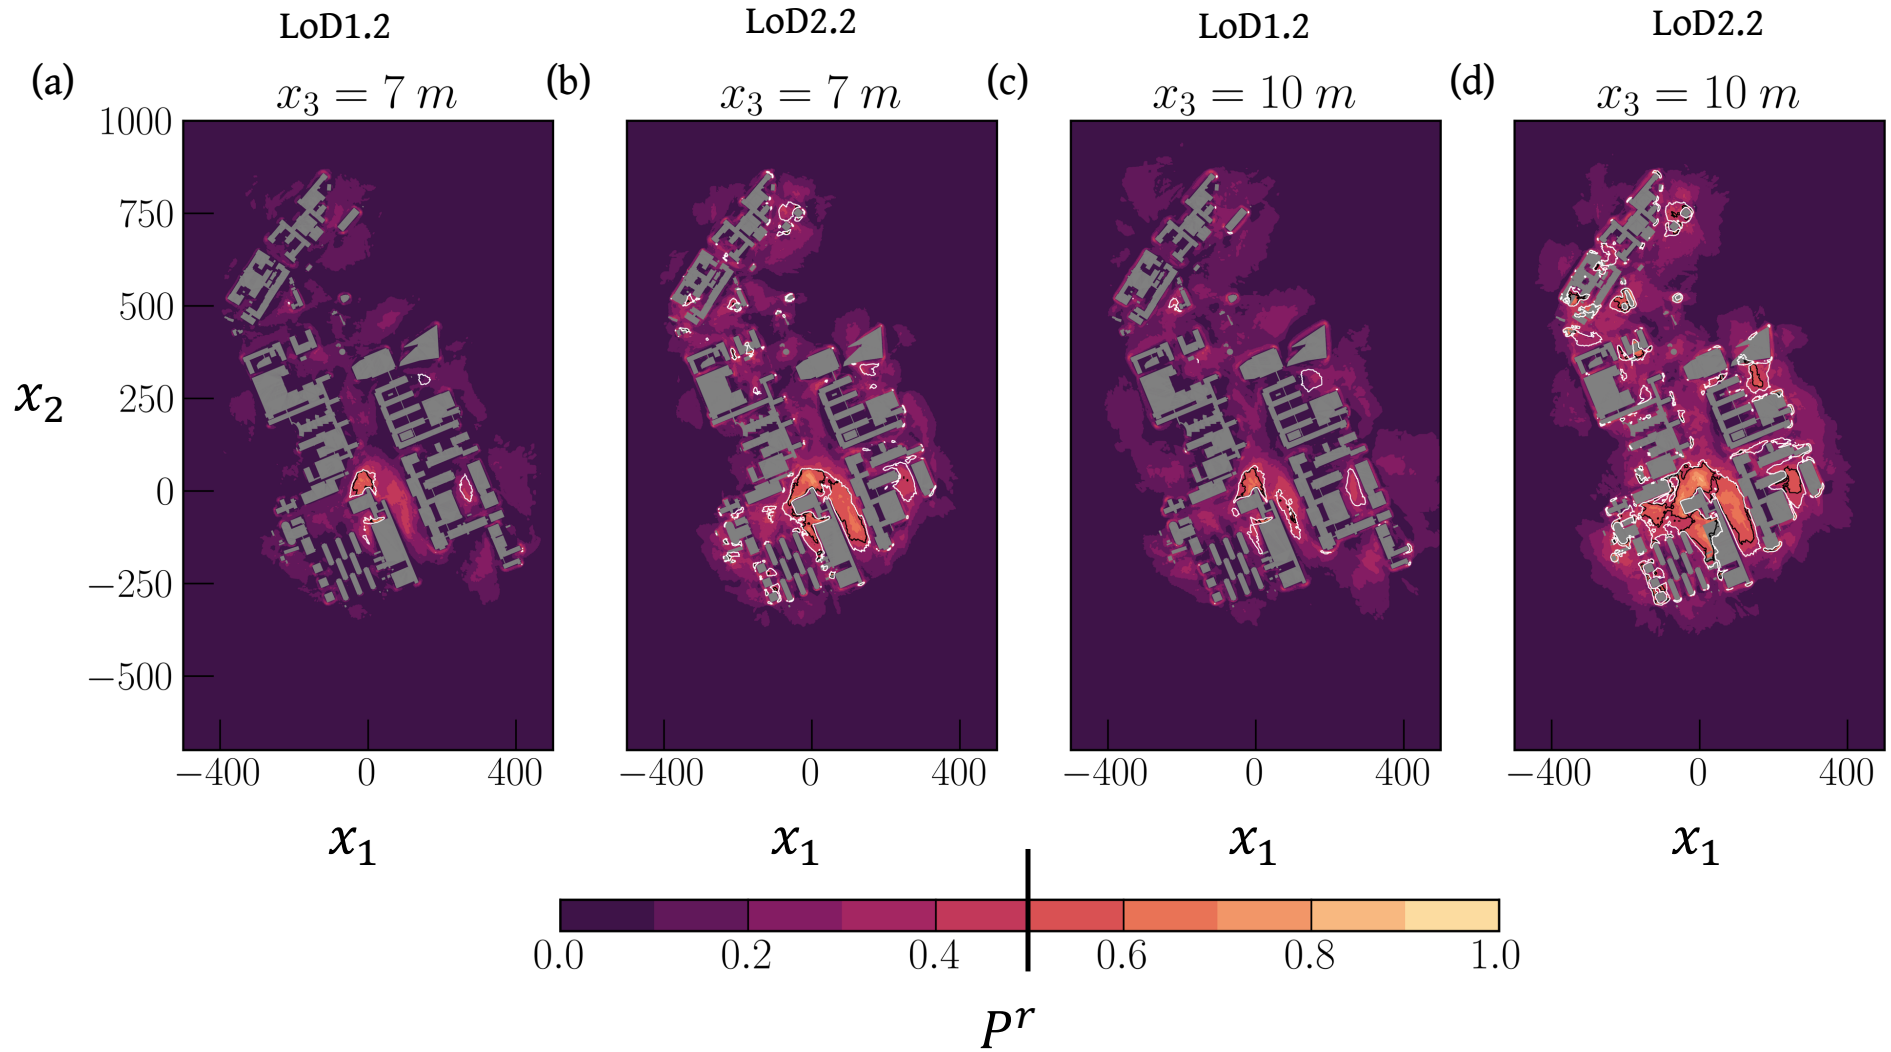 LoD1.2 LoD2.2 LoD1.2 LoD2.2
(a) (b) (c) (d)
x₃ = 7 m x₃ = 7 m x₃ = 10 m x₃ = 10 m
1000
750
500
250
0
−250
−500
x₂
−400 0 400 −400 0 400 −400 0 400 −400 0 400
x₁ x₁ x₁ x₁
0.0 0.2 0.4 0.6 0.8 1.0
Pʳ